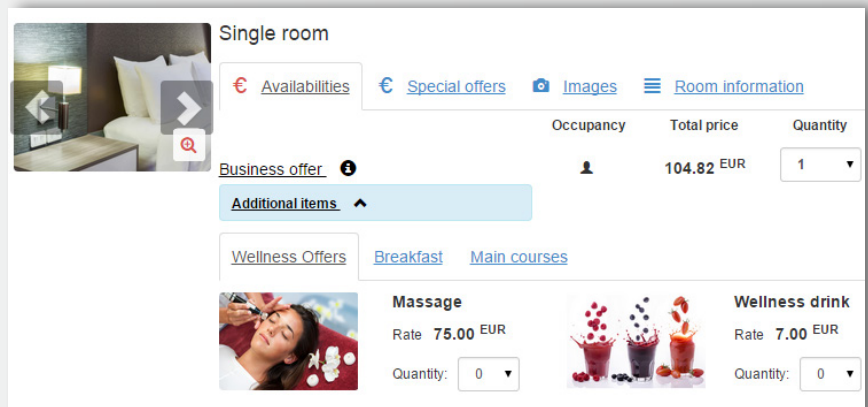 Single room
€ Availabilities € Special offers Images Room information
Occupancy Total price Quantity
Business offer 104.82 EUR 1
Additional items
Wellness Offers Breakfast Main courses
Massage
Rate 75.00 EUR
Quantity: 0
Wellness drink
Rate 7.00 EUR
Quantity: 0